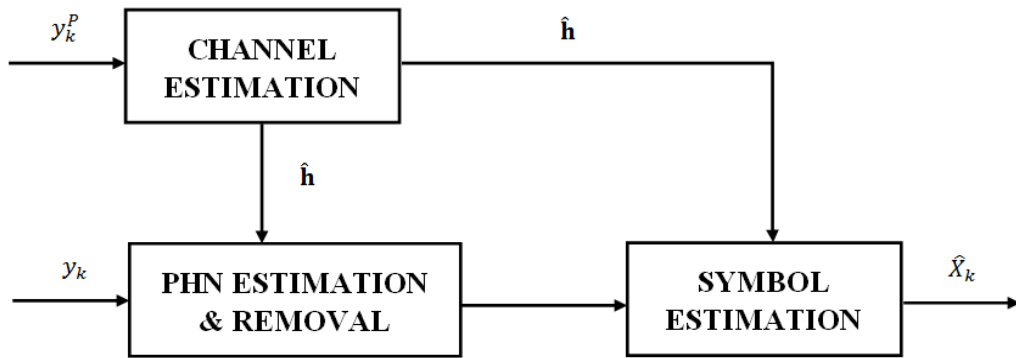 y_k^P
CHANNEL
ESTIMATION
ĥ
ĥ
y_k
PHN ESTIMATION
& REMOVAL
SYMBOL
ESTIMATION
X̂_k